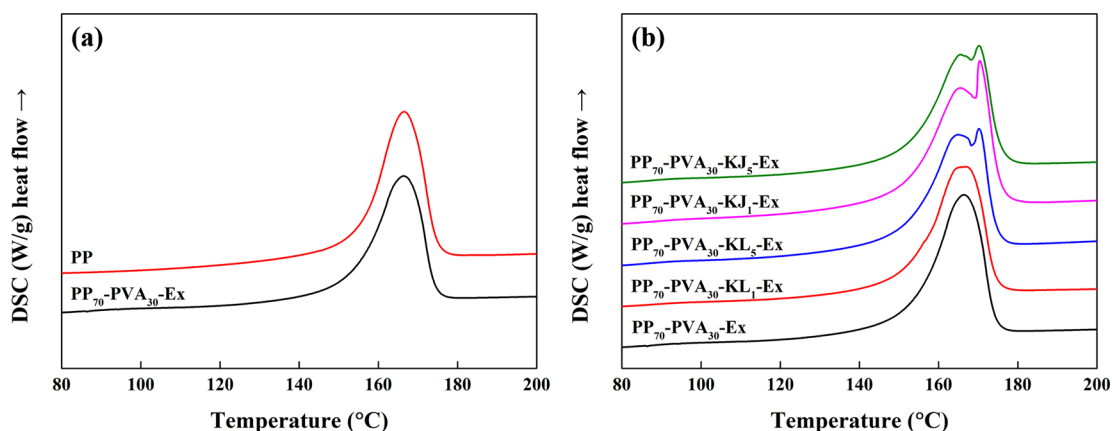 (a)
DSC (W/g) heat flow →
PP
PP70-PVA30-Ex
80 100 120 140 160 180 200
Temperature (°C)
(b)
DSC (W/g) heat flow →
PP70-PVA30-KJ5-Ex
PP70-PVA30-KJ1-Ex
PP70-PVA30-KL5-Ex
PP70-PVA30-KL1-Ex
PP70-PVA30-Ex
80 100 120 140 160 180 200
Temperature (°C)